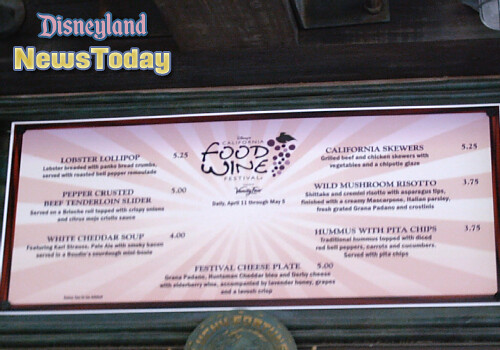 Disneyland
NewsToday
Disney's
CALIFORNIA
FOOD
WINE
FESTIVAL
Vanity Fair
Daily, April 11 through May 5
LOBSTER LOLLIPOP 5.25
Lobster breaded with panko bread crumbs,
served with roasted bell pepper remoulade
PEPPER CRUSTED 5.00
BEEF TENDERLOIN SLIDER
Served on a Brioche roll topped with crispy onions
and citrus mojo criollo sauce
WHITE CHEDDAR SOUP 4.00
Featuring Karl Strauss, Pale Ale with smoky bacon
served in a Boudin's sourdough mini boule
CALIFORNIA SKEWERS 5.25
Grilled beef and chicken skewers with
vegetables and a chipotle glaze
WILD MUSHROOM RISOTTO 3.75
Shiitake and cremini risotto with asparagus tips,
finished with a creamy Mascarpone, Italian parsley,
fresh grated Grana Padano and crostinis
HUMMUS WITH PITA CHIPS 3.75
Traditional hummus topped with diced
red bell peppers, carrots and cucumbers.
Served with pita chips
FESTIVAL CHEESE PLATE 5.00
Grana Padano, Huntsman Cheddar bleu and Derby cheese
with elderberry wine, accompanied by lavender honey, grapes
and a lavosh crisp